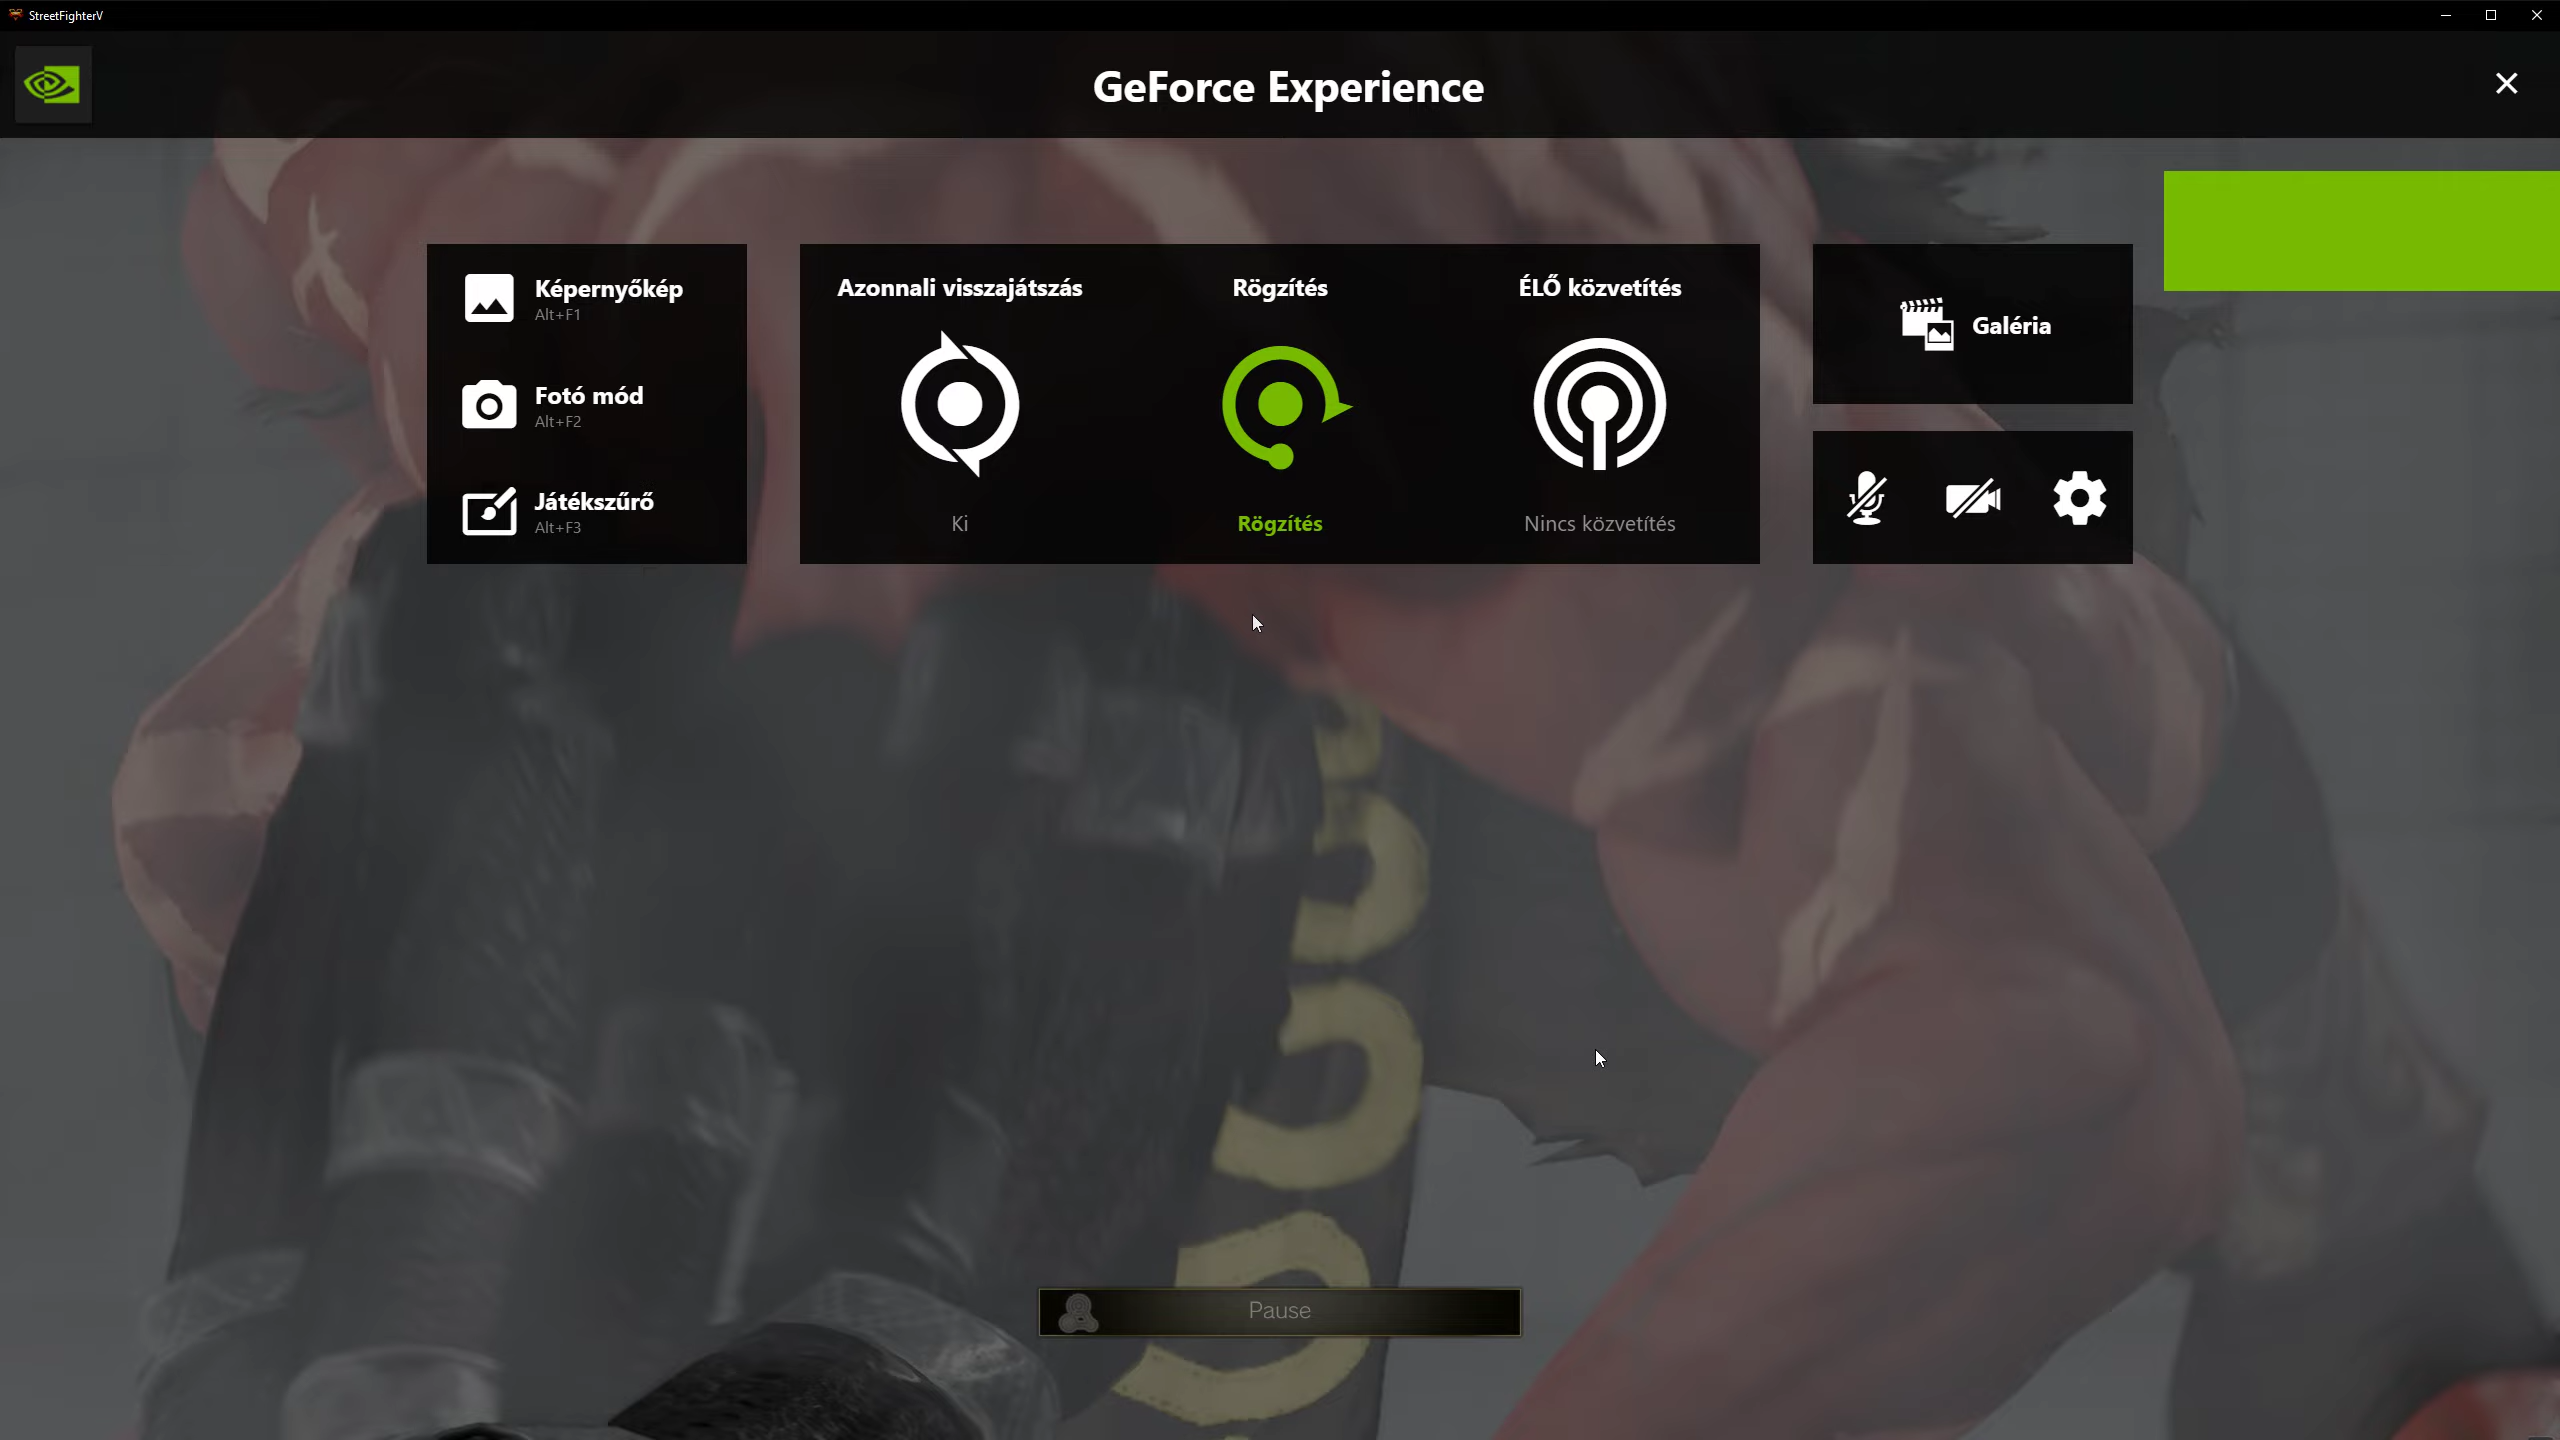 StreetFighterV
GeForce Experience
Képernyőkép
Alt+F1
Fotó mód
Alt+F2
Játékszűrő
Alt+F3
Azonnali visszajátszás
Ki
Rögzítés
Rögzítés
ÉLŐ közvetítés
Nincs közvetítés
Galéria
Pause